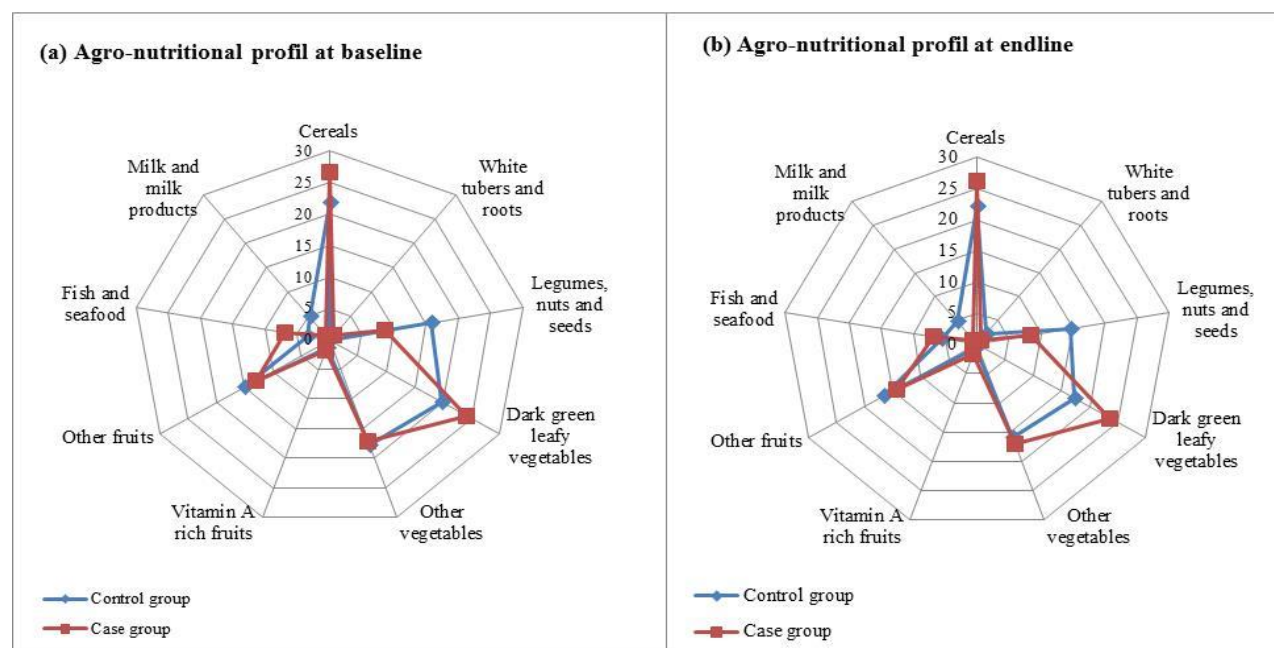 (a) Agro-nutritional profil at baseline
Cereals
30
25
20
15
10
5
0
White
tubers and
roots
Legumes,
nuts and
seeds
Dark green
leafy
vegetables
Other
vegetables
Vitamin A
rich fruits
Other fruits
Fish and
seafood
Milk and
milk
products
Control group
Case group
(b) Agro-nutritional profil at endline
Cereals
30
25
20
15
10
5
0
White
tubers and
roots
Legumes,
nuts and
seeds
Dark green
leafy
vegetables
Other
vegetables
Vitamin A
rich fruits
Other fruits
Fish and
seafood
Milk and
milk
products
Control group
Case group